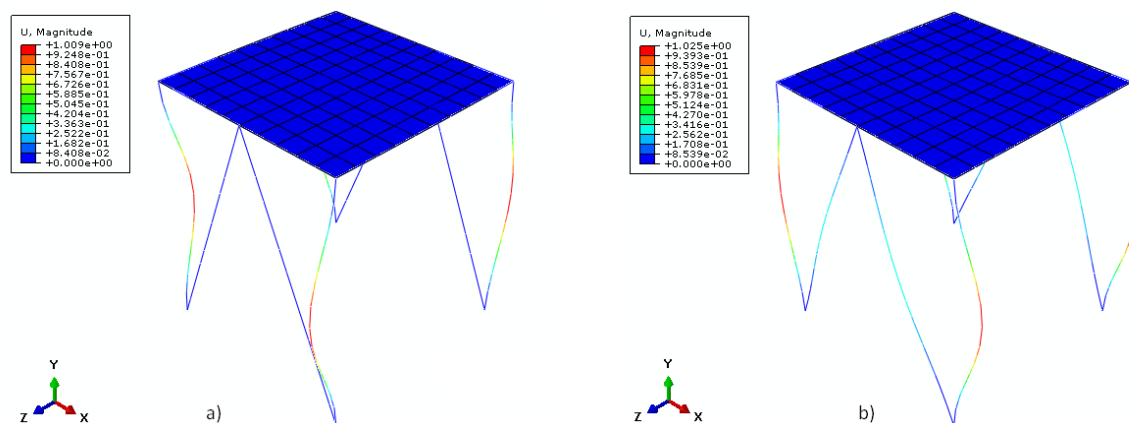 U, Magnitude
+1.009e+00
+9.248e-01
+8.408e-01
+7.567e-01
+6.726e-01
+5.885e-01
+5.045e-01
+4.204e-01
+3.363e-01
+2.522e-01
+1.682e-01
+8.408e-02
+0.000e+00
Y
Z
X
a)
U, Magnitude
+1.025e+00
+9.393e-01
+8.539e-01
+7.685e-01
+6.831e-01
+5.978e-01
+5.124e-01
+4.270e-01
+3.416e-01
+2.562e-01
+1.708e-01
+8.539e-02
+0.000e+00
Y
Z
X
b)